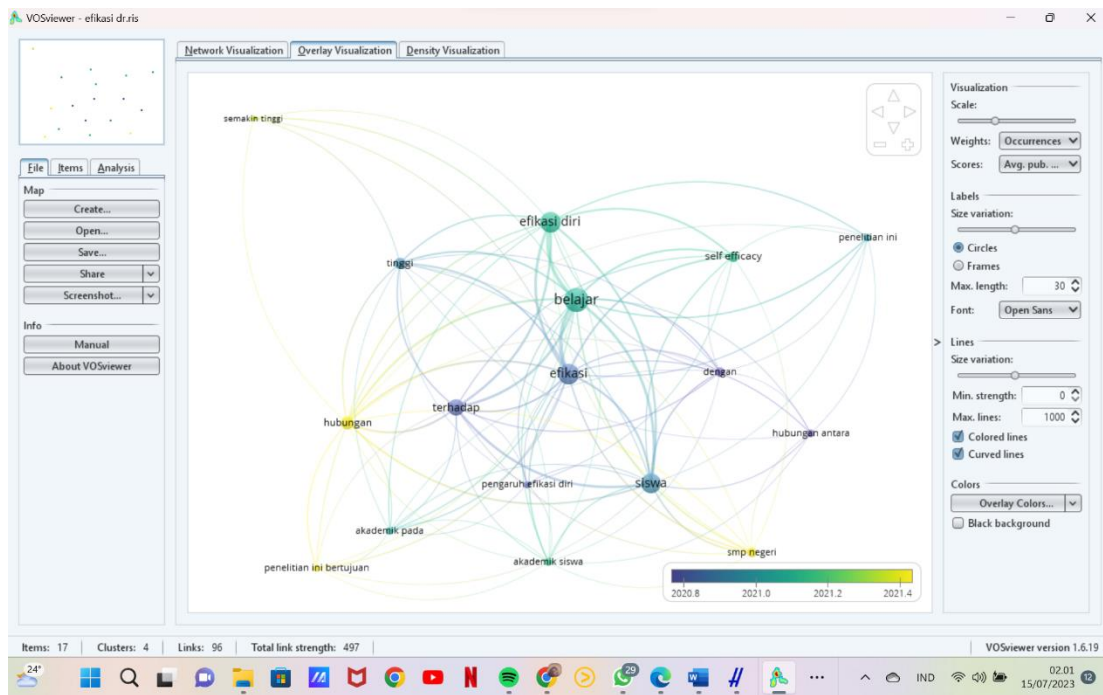 VOSviewer - efikasi dr.ris
Network Visualization Overlay Visualization Density Visualization
File Items Analysis
Map
Create...
Open...
Save...
Share
Screenshot...
Info
Manual
About VOSviewer
semakin tinggi
efikasi diri
penelitian ini
self efficacy
tinggi
belajar
efikasi
dengan
terhadap
hubungan
hubungan antara
pengaruh efikasi diri
siswa
akademik pada
akademik siswa
smp negeri
penelitian ini bertujuan
2020.8 2021.0 2021.2 2021.4
Visualization
Scale:
Weights: Occurrences
Scores: Avg. pub. ...
Labels
Size variation:
Circles
Frames
Max. length: 30
Font: Open Sans
Lines
Size variation:
Min. strength: 0
Max. lines: 1000
Colored lines
Curved lines
Colors
Overlay Colors...
Black background
Items: 17 Clusters: 4 Links: 96 Total link strength: 497 VOSviewer version 1.6.19
24°
29
IND
02.01
15/07/2023
12